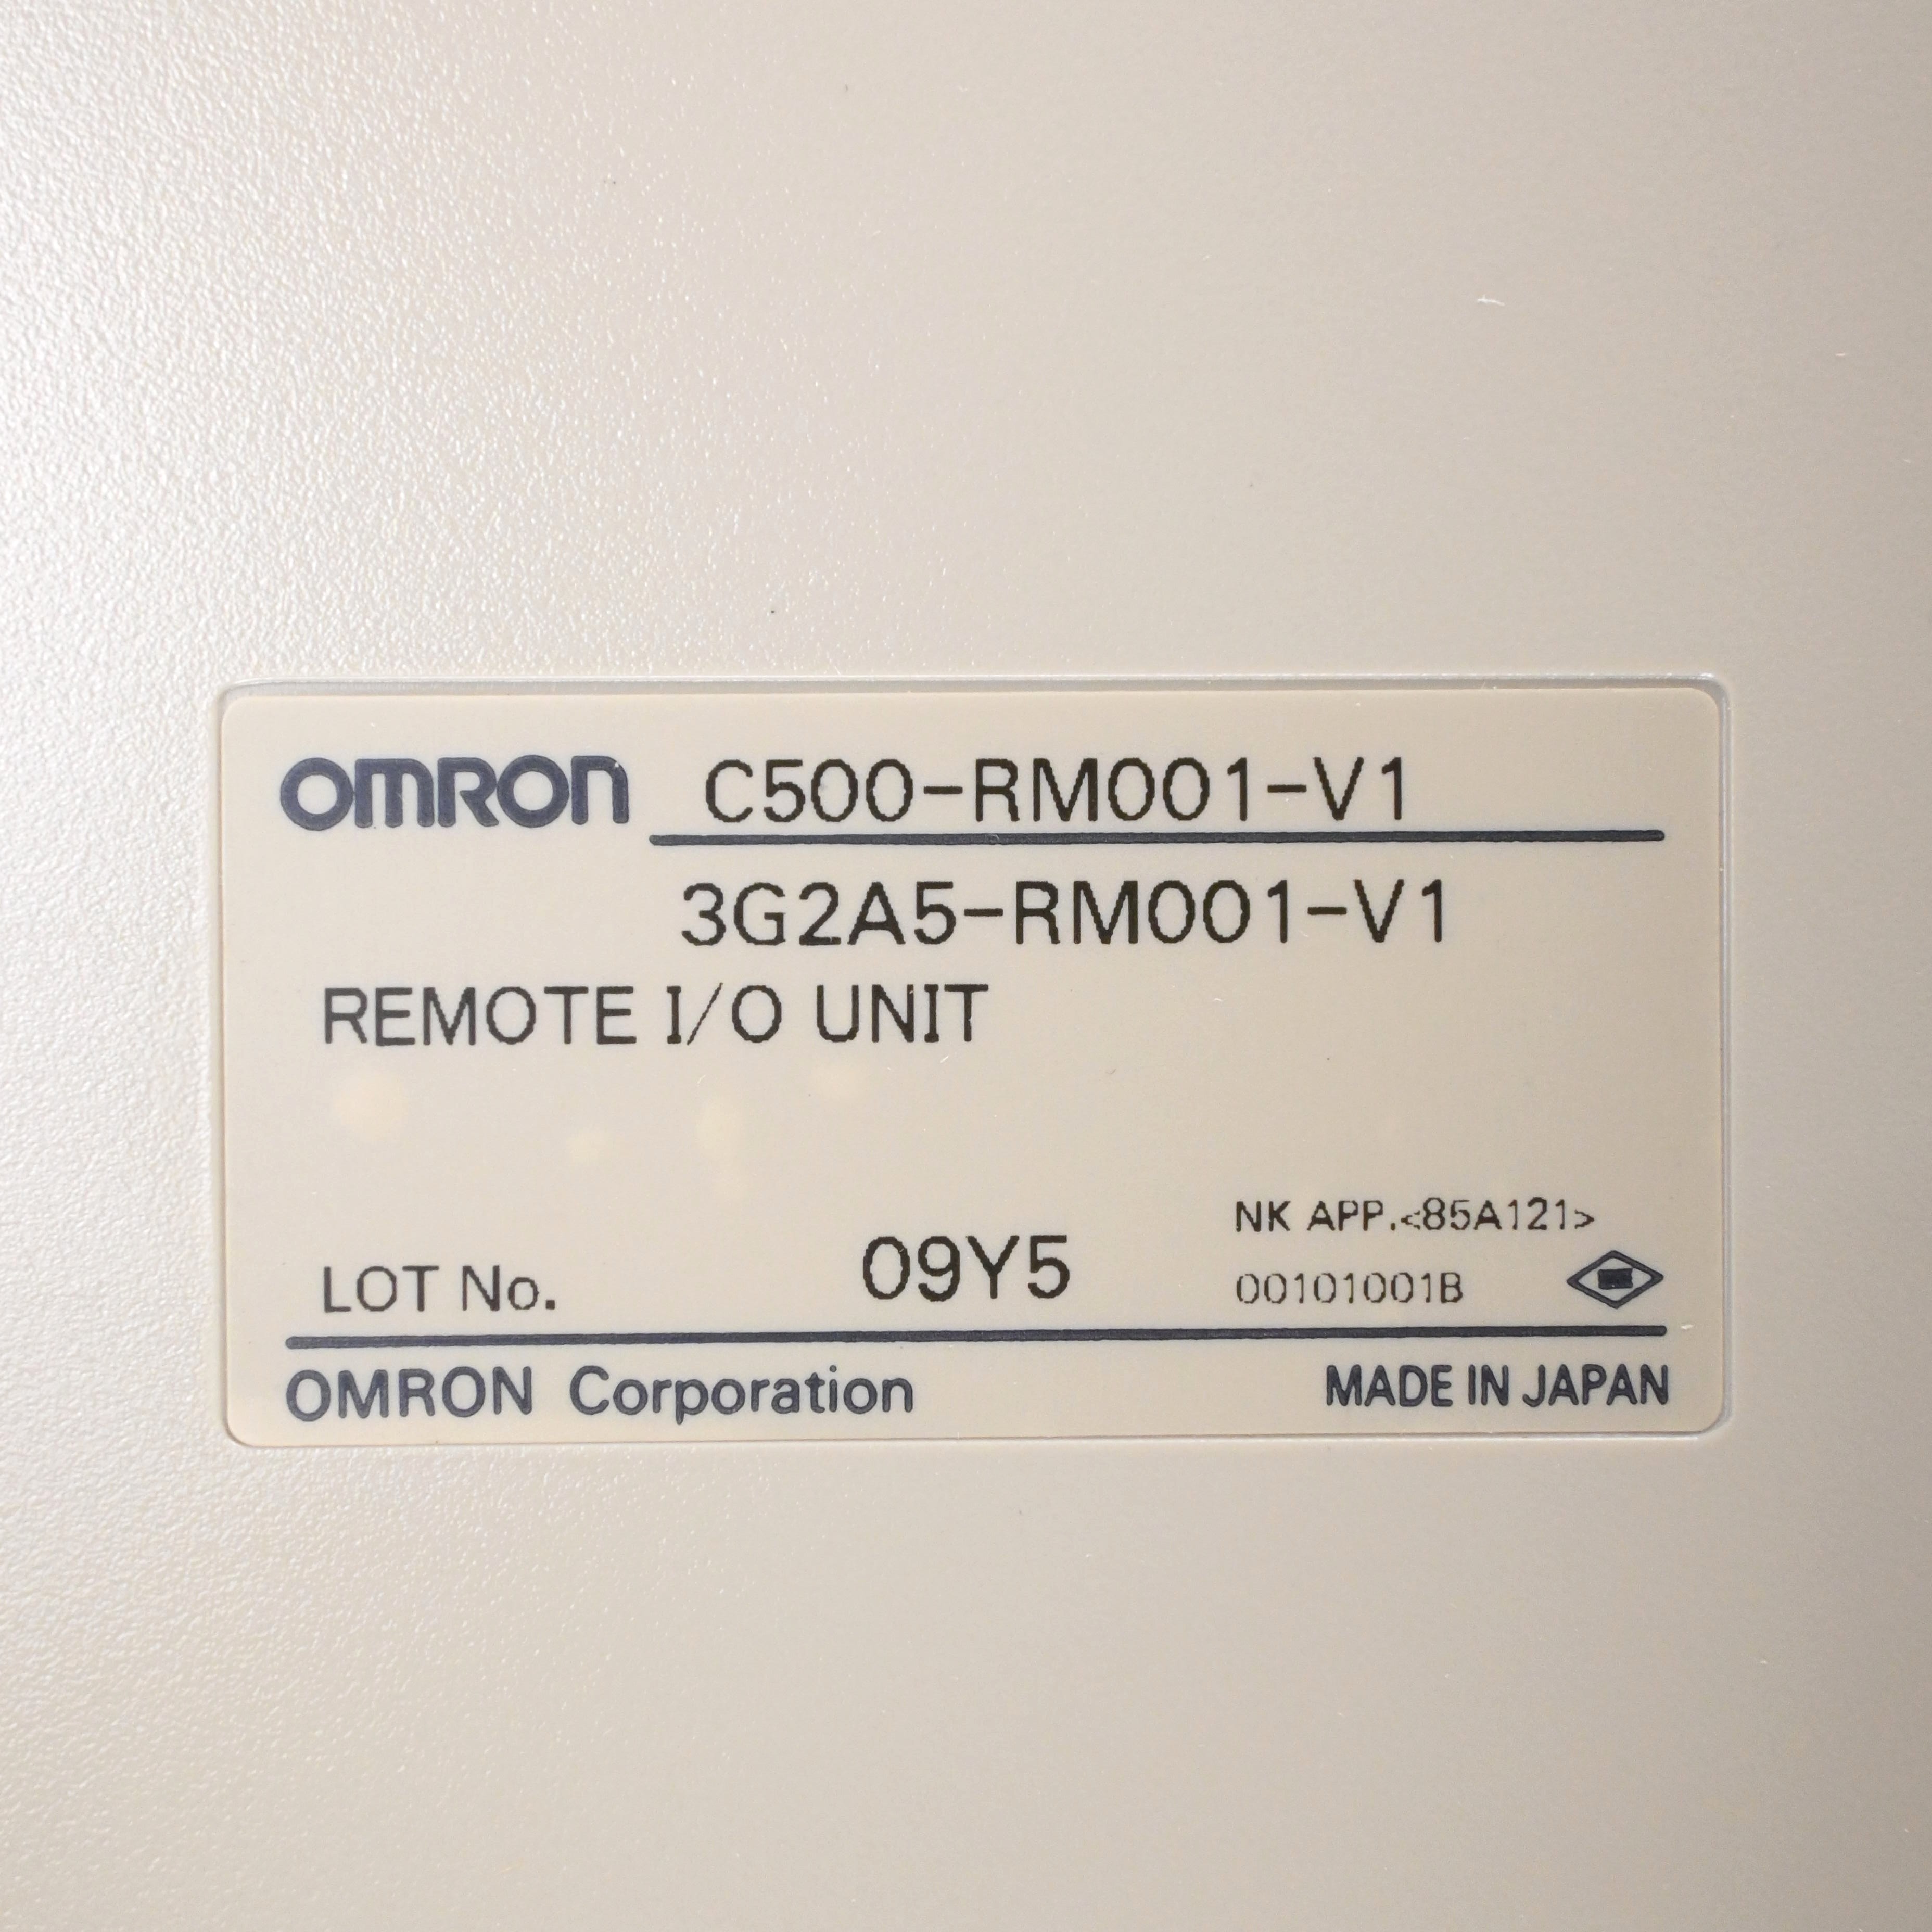 OMRON C500-RM001-V1
3G2A5-RM001-V1
REMOTE I/O UNIT
NK APP.<85A121>
LOT No. 09Y5 00101001B
OMRON Corporation MADE IN JAPAN